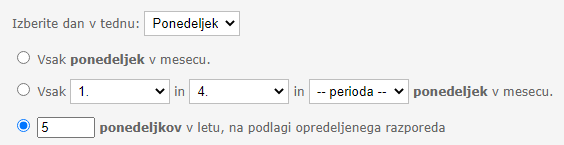 Izberite dan v tednu: Ponedeljek
Vsak ponedeljek v mesecu.
Vsak 1. in 4. in -- perioda -- ponedeljek v mesecu.
5 ponedeljkov v letu, na podlagi opredeljenega razporeda